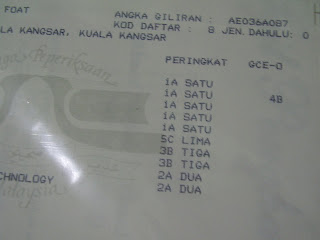 FOAT ANGKA GILIRAN : AE036A087
KOD DAFTAR : 8 JEN. DAHULU: 0
LA KANGSAR, KUALA KANGSAR
PERINGKAT GCE-O
1A SATU
1A SATU 4B
1A SATU
1A SATU
1A SATU
5C LIMA
3B TIGA
3B TIGA
CHNOLOGY 2A DUA
2A DUA
Peperiksaan
Malaysia